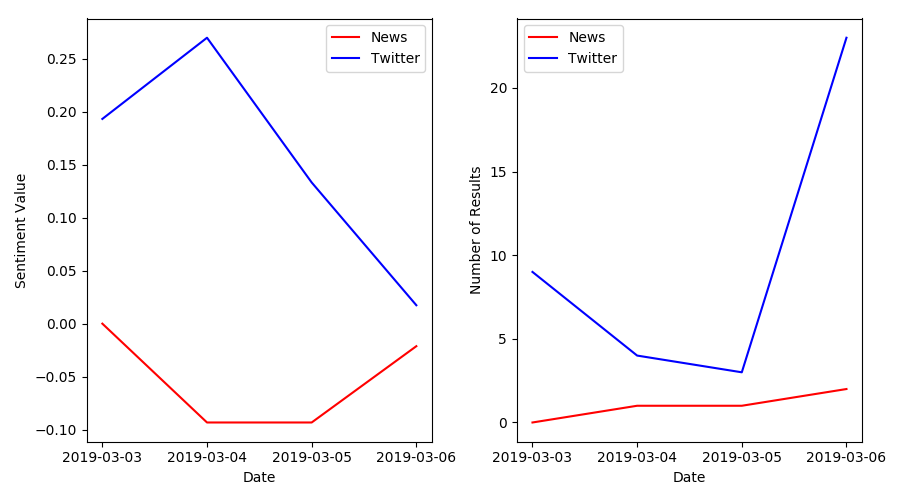 News
Twitter
0.25
0.20
0.15
0.10
0.05
0.00
−0.05
−0.10
Sentiment Value
2019-03-03 2019-03-04 2019-03-05 2019-03-06
Date
News
Twitter
20
15
10
5
0
Number of Results
2019-03-03 2019-03-04 2019-03-05 2019-03-06
Date